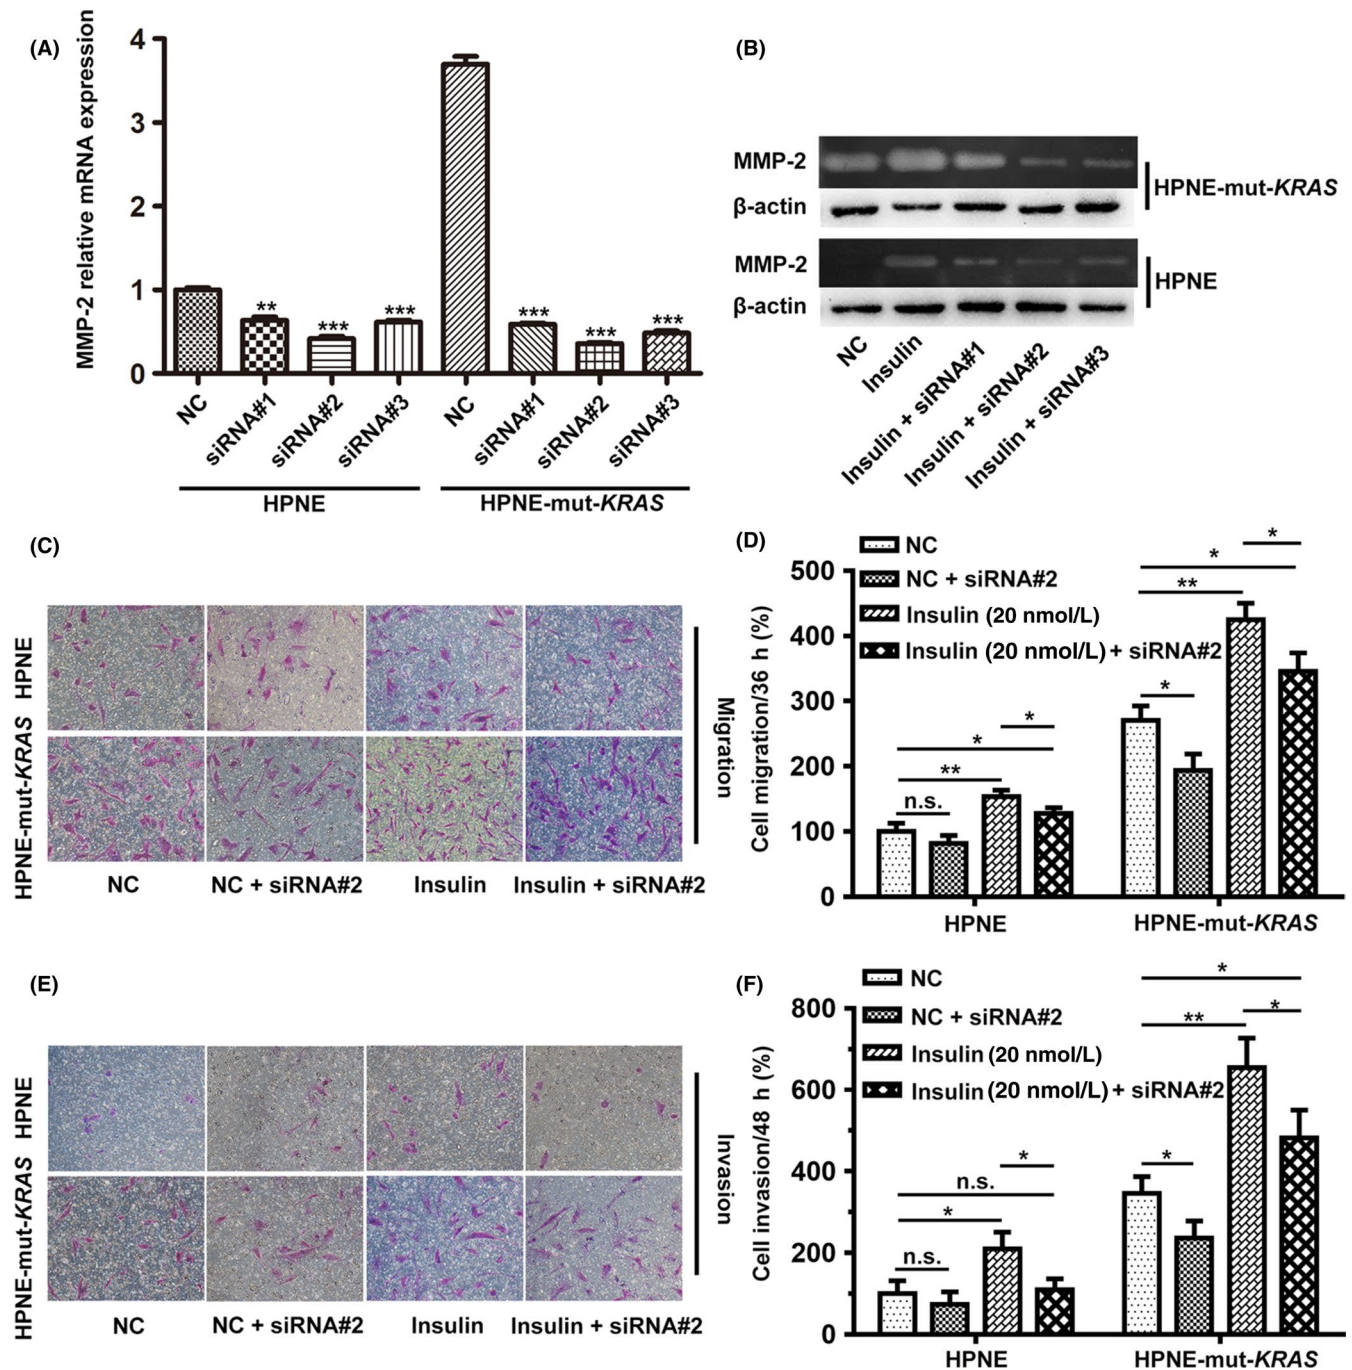 (A)
MMP-2 relative mRNA expression
4
3
2
1
0
** *** *** *** *** ***
NC siRNA#1 siRNA#2 siRNA#3 NC siRNA#1 siRNA#2 siRNA#3
HPNE HPNE-mut-KRAS
(B)
MMP-2
β-actin
HPNE-mut-KRAS
MMP-2
β-actin
HPNE
NC Insulin Insulin + siRNA#1 Insulin + siRNA#2 Insulin + siRNA#3
(C)
HPNE
HPNE-mut-KRAS
Migration
NC NC + siRNA#2 Insulin Insulin + siRNA#2
(D)
NC
NC + siRNA#2
Insulin (20 nmol/L)
Insulin (20 nmol/L) + siRNA#2
Cell migration/36 h (%)
500
400
300
200
100
0
n.s. ** * *
* ** * *
HPNE HPNE-mut-KRAS
(E)
HPNE
HPNE-mut-KRAS
Invasion
NC NC + siRNA#2 Insulin Insulin + siRNA#2
(F)
NC
NC + siRNA#2
Insulin (20 nmol/L)
Insulin (20 nmol/L) + siRNA#2
Cell invasion/48 h (%)
800
600
400
200
0
n.s. * n.s. *
* ** * *
HPNE HPNE-mut-KRAS